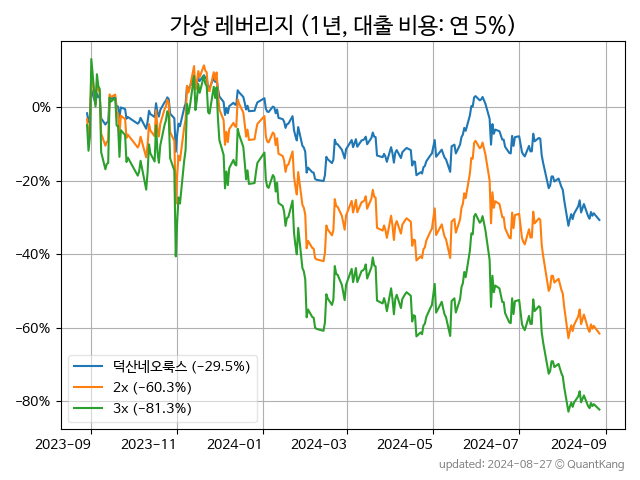 가상 레버리지 (1년, 대출 비용: 연 5%)
0%
−20%
−40%
−60%
−80%
덕산네오룩스 (−29.5%)
2x (−60.3%)
3x (−81.3%)
2023-09 2023-11 2024-01 2024-03 2024-05 2024-07 2024-09
updated: 2024-08-27 © QuantKang